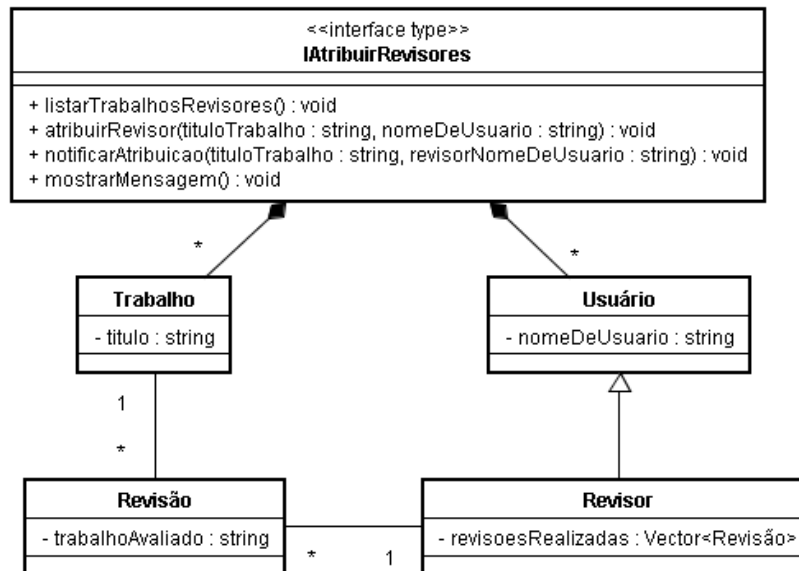 <<interface type>>
IAtribuirRevisores
+ listarTrabalhosRevisores() : void
+ atribuirRevisor(tituloTrabalho : string, nomeDeUsuario : string) : void
+ notificarAtribuicao(tituloTrabalho : string, revisorNomeDeUsuario : string) : void
+ mostrarMensagem() : void
* *
Trabalho
- titulo : string
Usuário
- nomeDeUsuario : string
1
*
Revisão
- trabalhoAvaliado : string
* 1
Revisor
- revisoesRealizadas : Vector<Revisão>